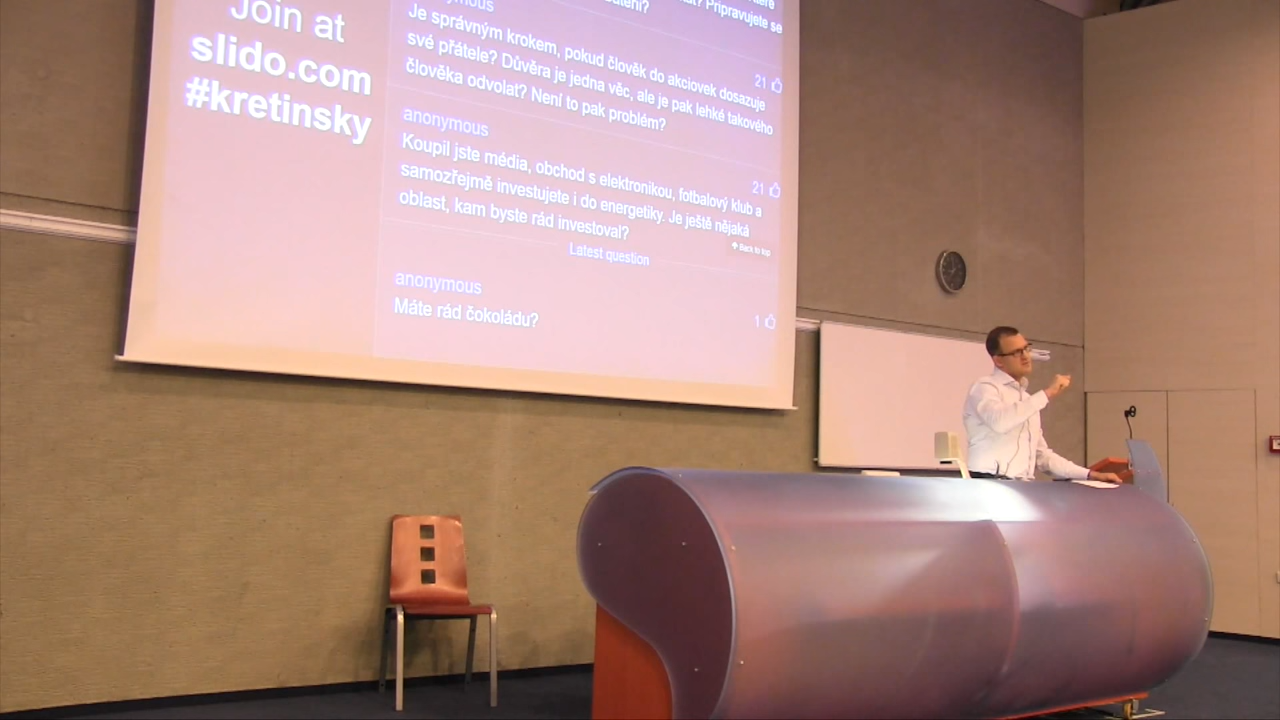 Join at
slido.com
#kretinsky
Připravujete se
anonymous
Je správným krokem, pokud člověk do akciovek dosazuje
své přátele? Důvěra je jedna věc, ale je pak lehké takového
člověka odvolat? Není to pak problém?
21
anonymous
Koupil jste média, obchod s elektronikou, fotbalový klub a
samozřejmě investujete i do energetiky. Je ještě nějaká
oblast, kam byste rád investoval?
21
Back to top
Latest question
anonymous
Máte rád čokoládu?
1